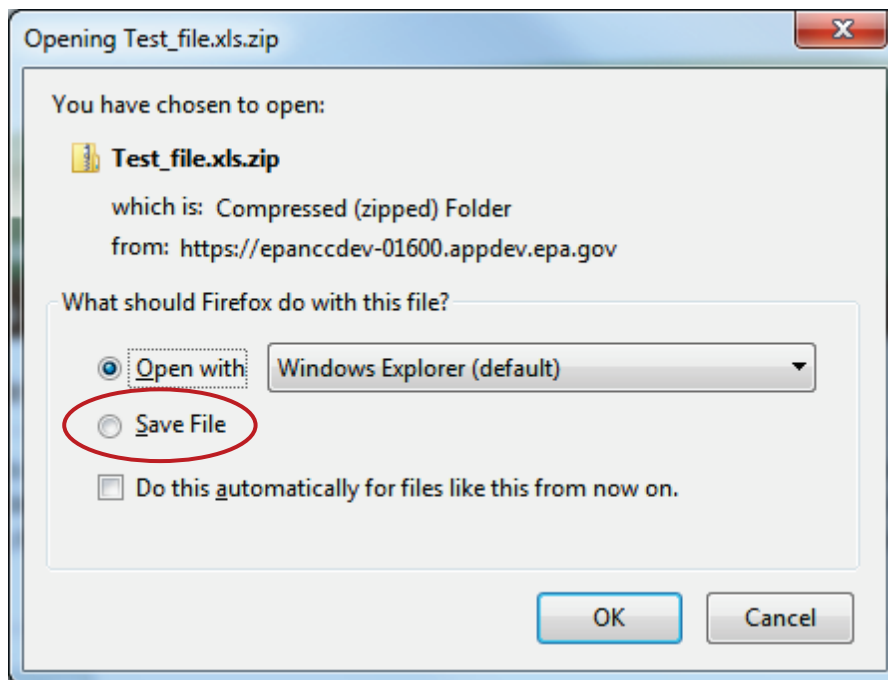 Opening Test_file.xls.zip
You have chosen to open:
Test_file.xls.zip
which is: Compressed (zipped) Folder
from: https://epanccdev-01600.appdev.epa.gov
What should Firefox do with this file?
Open with Windows Explorer (default)
Save File
Do this automatically for files like this from now on.
OK Cancel